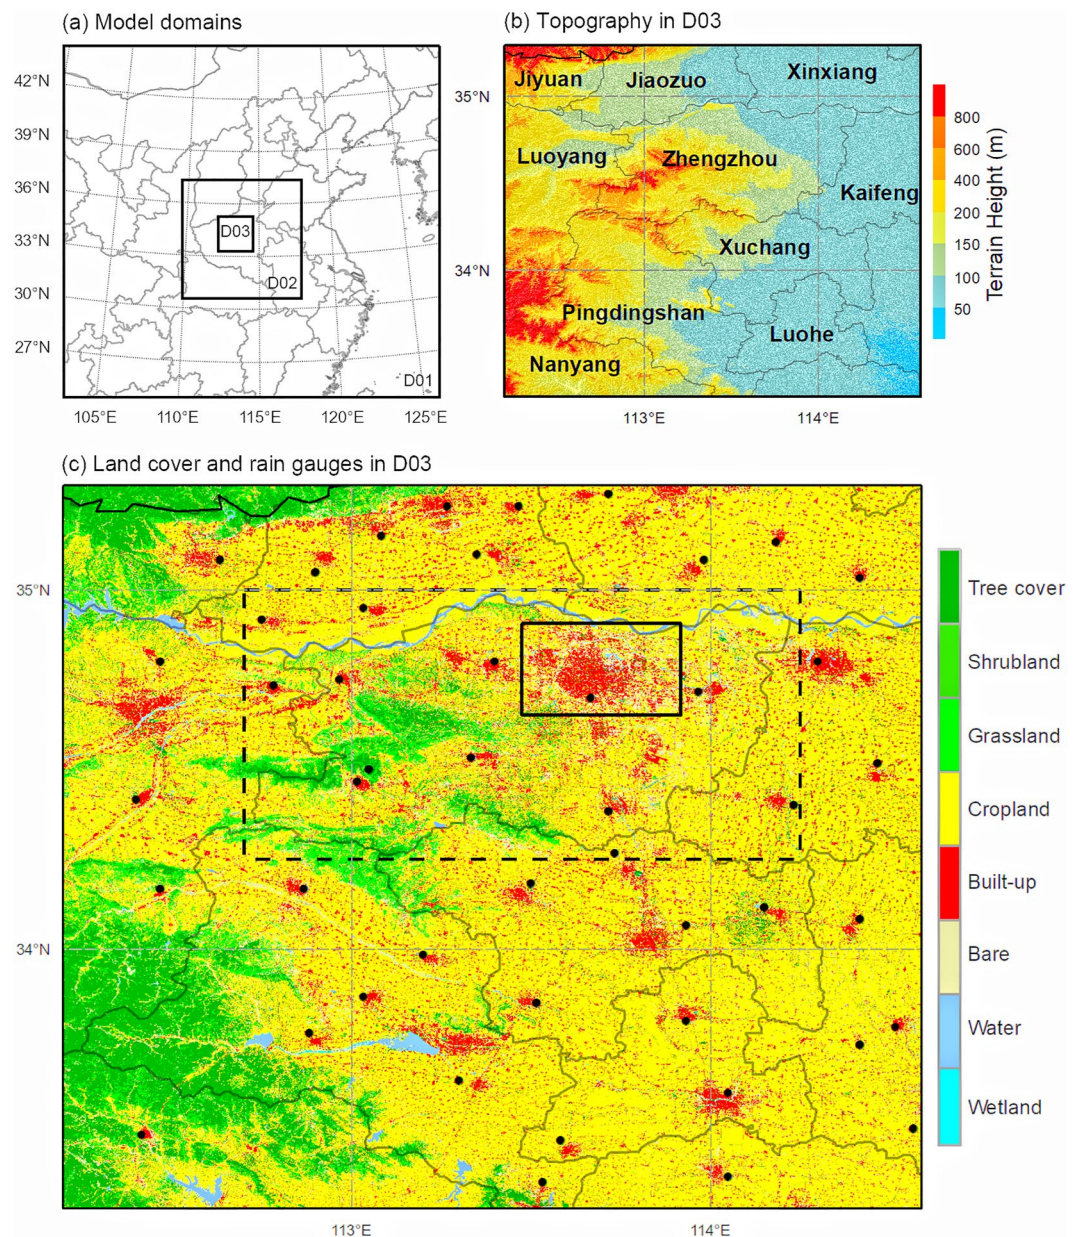 (a) Model domains
42°N
39°N
36°N
33°N
30°N
27°N
D03
D02
D01
105°E 110°E 115°E 120°E 125°E
(b) Topography in D03
Jiyuan Jiaozuo Xinxiang
Luoyang Zhengzhou
Kaifeng
Xuchang
Pingdingshan
Luohe
Nanyang
35°N
34°N
113°E 114°E
800
600
400
200
150
100
50
Terrain Height (m)
(c) Land cover and rain gauges in D03
35°N
34°N
113°E 114°E
Tree cover
Shrubland
Grassland
Cropland
Built-up
Bare
Water
Wetland